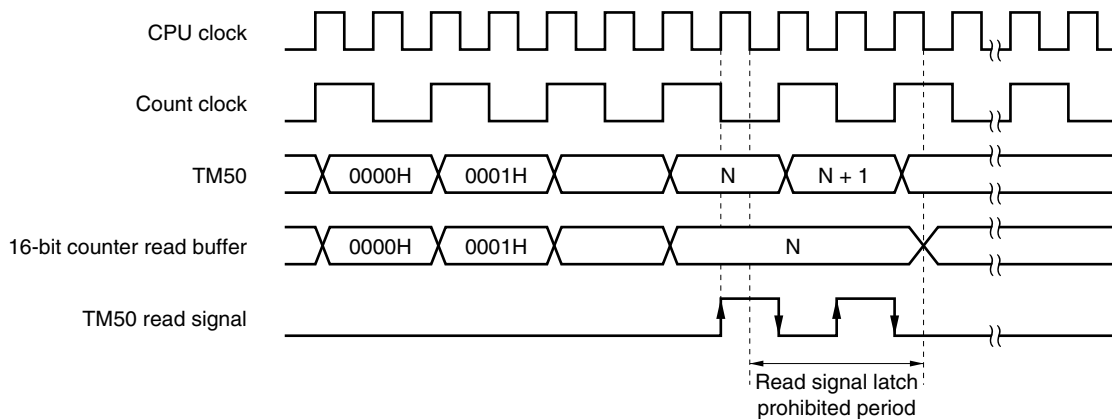 CPU clock
Count clock
TM50
0000H
0001H
N
N + 1
16-bit counter read buffer
0000H
0001H
N
TM50 read signal
Read signal latch
prohibited period